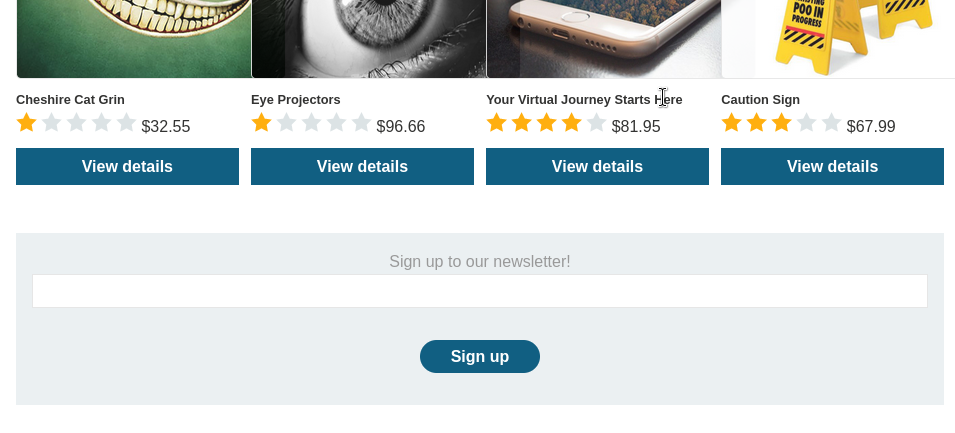 POO IN
PROGRESS
Cheshire Cat Grin
Eye Projectors
Your Virtual Journey Starts Here
Caution Sign
$32.55
$96.66
$81.95
$67.99
View details
View details
View details
View details
Sign up to our newsletter!
Sign up